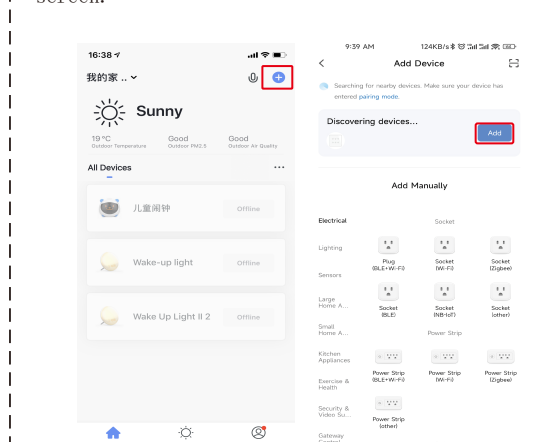 screen.
16:38
我的家 ..
Sunny
19 °C
Good
Good
Outdoor Temperature
Outdoor PM2.5
Outdoor Air Quality
All Devices
儿童闹钟
Offline
Wake-up light
Offline
Wake Up Light II 2
Offline
9:39 AM
124KB/s
Add Device
Searching for nearby devices. Make sure your device has
entered pairing mode.
Discovering devices...
Add
Add Manually
Electrical
Lighting
Sensors
Large
Home A...
Small
Home A...
Kitchen
Appliances
Exercise &
Health
Security &
Video Su...
Gateway
Socket
Plug
(BLE+Wi-Fi)
Socket
(Wi-Fi)
Socket
(Zigbee)
Socket
(BLE)
Socket
(NB-IoT)
Socket
(other)
Power Strip
Power Strip
(BLE+Wi-Fi)
Power Strip
(Wi-Fi)
Power Strip
(Zigbee)
Power Strip
(other)